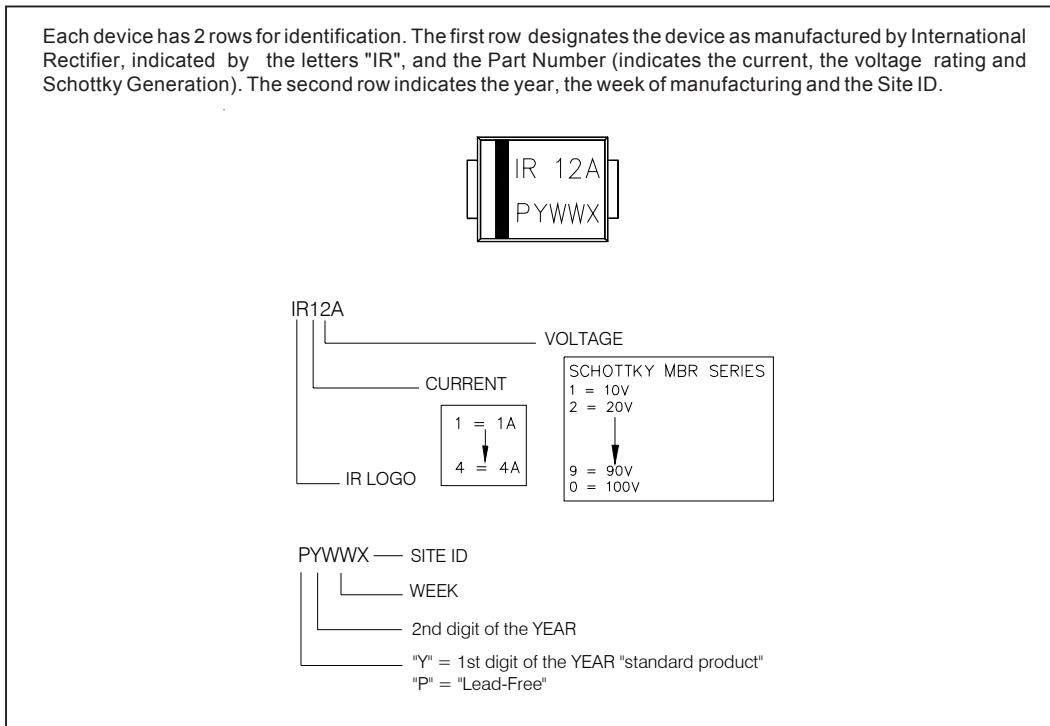 Each device has 2 rows for identification. The first row designates the device as manufactured by International
Rectifier, indicated by the letters "IR", and the Part Number (indicates the current, the voltage rating and
Schottky Generation). The second row indicates the year, the week of manufacturing and the Site ID.
IR 12A
PYWWX
IR12A
VOLTAGE
SCHOTTKY MBR SERIES
1 = 10V
2 = 20V
9 = 90V
0 = 100V
CURRENT
1 = 1A
4 = 4A
IR LOGO
PYWWX
SITE ID
WEEK
2nd digit of the YEAR
"Y" = 1st digit of the YEAR "standard product"
"P" = "Lead-Free"